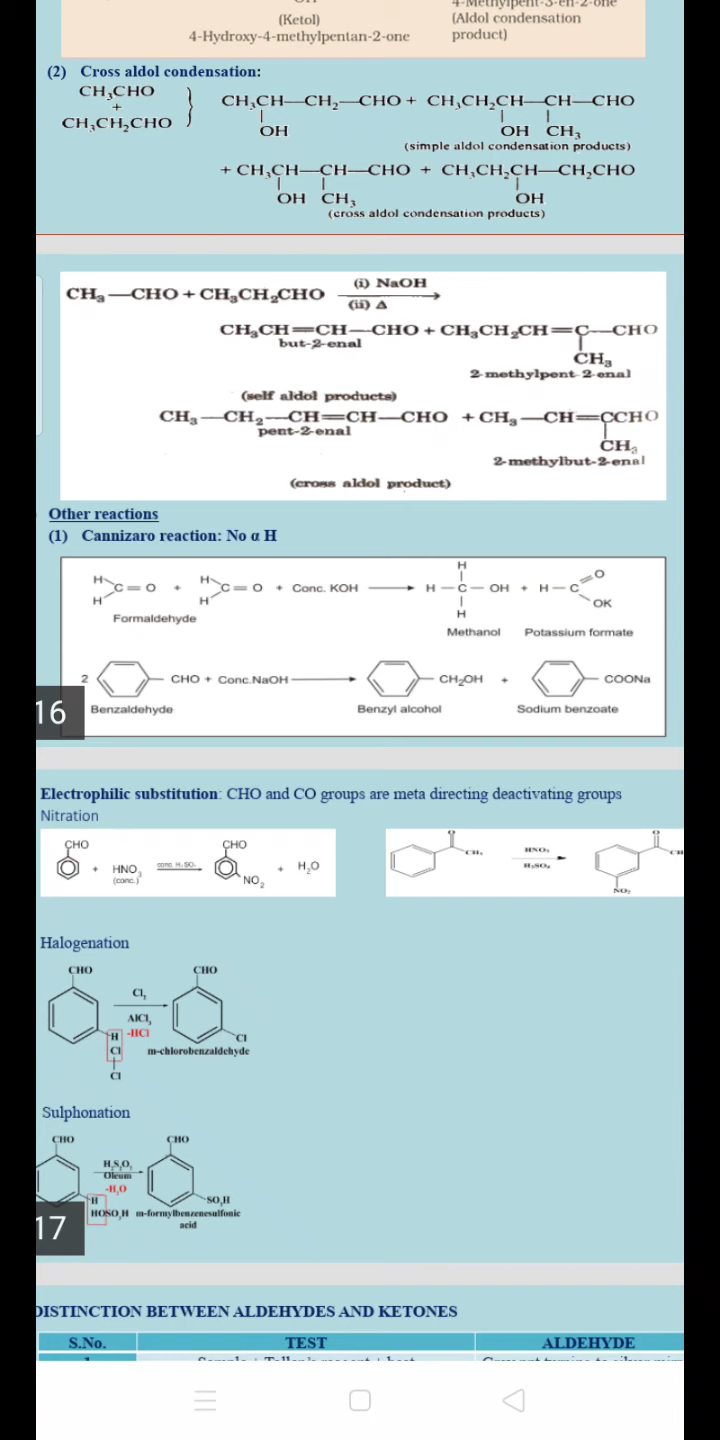 4-Methylpent-3-en-2-one
(Ketol) (Aldol condensation
4-Hydroxy-4-methylpentan-2-one product)
(2) Cross aldol condensation:
CH₃CHO
+
CH₃CH₂CHO
CH₃CH—CH₂—CHO + CH₃CH₂CH—CH—CHO
OH OH CH₃
(simple aldol condensation products)
+ CH₃CH—CH—CHO + CH₃CH₂CH—CH₂CHO
OH CH₃ OH
(cross aldol condensation products)
CH₃—CHO + CH₃CH₂CHO (i) NaOH
(ii) Δ
CH₃CH=CH—CHO + CH₃CH₂CH=C—CHO
but-2-enal CH₃
2-methylpent-2-enal
(self aldol products)
CH₃—CH₂—CH=CH—CHO + CH₃—CH=CCHO
pent-2-enal CH₃
2-methylbut-2-enal
(cross aldol product)
Other reactions
(1) Cannizaro reaction: No α H
H H H O
C=O + C=O + Conc. KOH → H—C—OH + H—C
H H H OK
Formaldehyde
Methanol Potassium formate
2 CHO + Conc.NaOH → CH₂OH + COONa
Benzaldehyde Benzyl alcohol Sodium benzoate
16
Electrophilic substitution: CHO and CO groups are meta directing deactivating groups
Nitration
CHO CHO O O
+ HNO₃ conc. H₂SO₄ + H₂O CH₃ HNO₃
(conc.) NO₂ H₂SO₄
NO₂
Halogenation
CHO CHO
Cl₂
AlCl₃
H -HCl Cl
Cl m-chlorobenzaldehyde
Cl
Sulphonation
CHO CHO
H₂S₂O₇
Oleum
-H₂O
H SO₃H
HOSO₃H m-formylbenzenesulfonic
acid
17
DISTINCTION BETWEEN ALDEHYDES AND KETONES
S.No. TEST ALDEHYDE